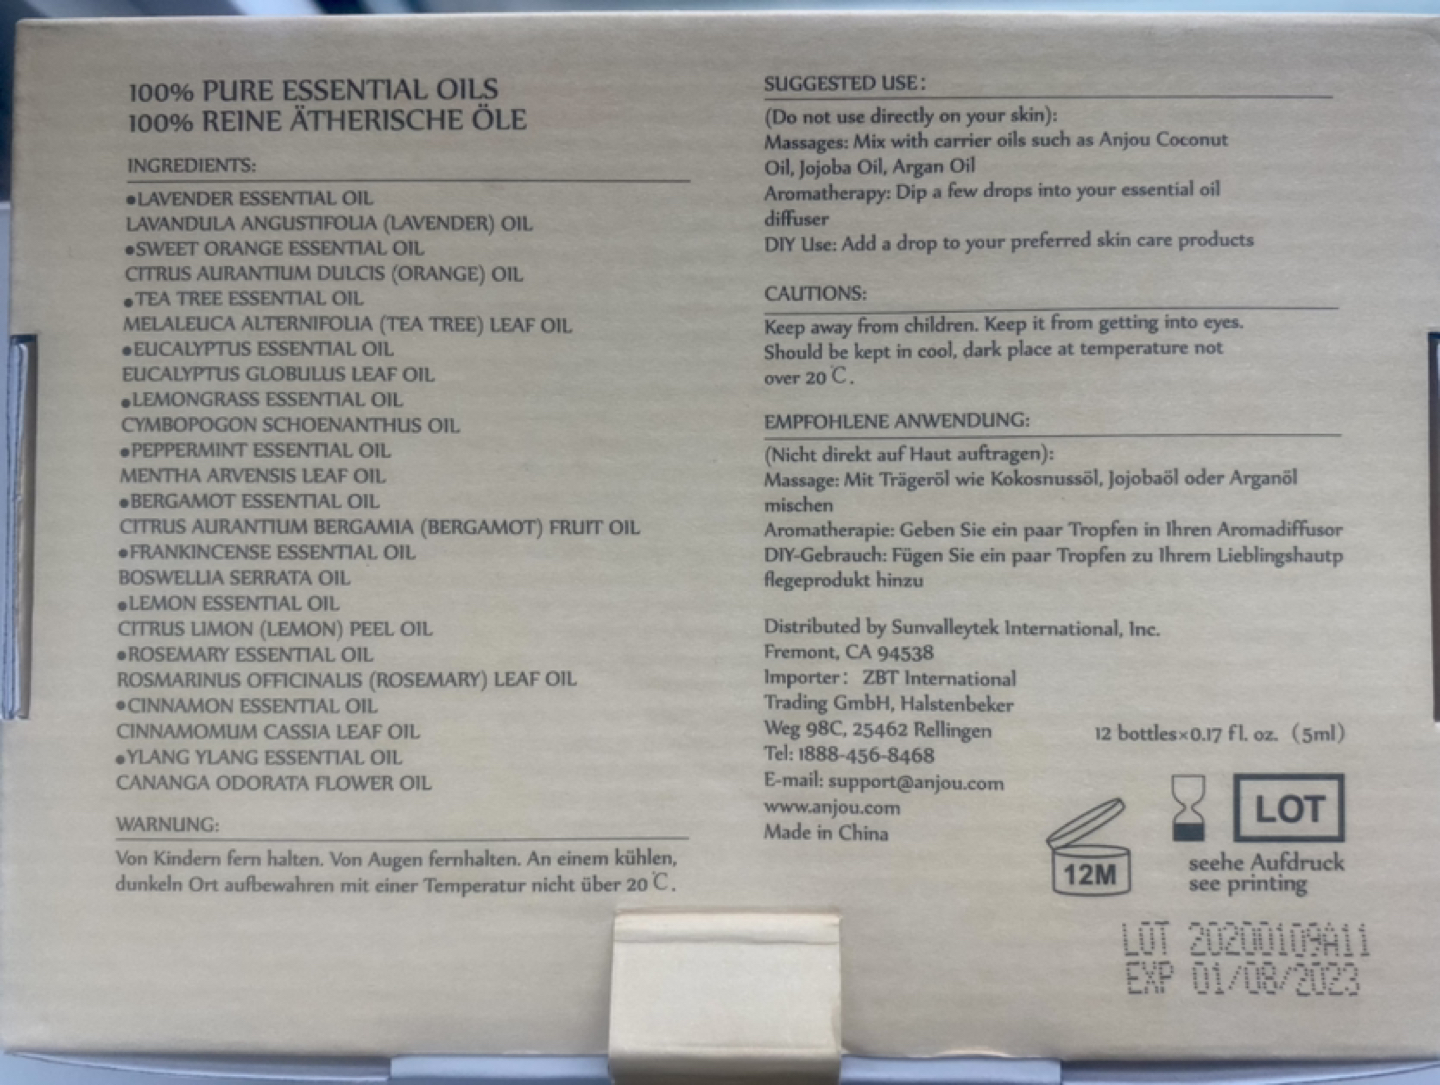 100% PURE ESSENTIAL OILS
100% REINE ÄTHERISCHE ÖLE
INGREDIENTS:
●LAVENDER ESSENTIAL OIL
LAVANDULA ANGUSTIFOLIA (LAVENDER) OIL
●SWEET ORANGE ESSENTIAL OIL
CITRUS AURANTIUM DULCIS (ORANGE) OIL
●TEA TREE ESSENTIAL OIL
MELALEUCA ALTERNIFOLIA (TEA TREE) LEAF OIL
●EUCALYPTUS ESSENTIAL OIL
EUCALYPTUS GLOBULUS LEAF OIL
●LEMONGRASS ESSENTIAL OIL
CYMBOPOGON SCHOENANTHUS OIL
●PEPPERMINT ESSENTIAL OIL
MENTHA ARVENSIS LEAF OIL
●BERGAMOT ESSENTIAL OIL
CITRUS AURANTIUM BERGAMIA (BERGAMOT) FRUIT OIL
●FRANKINCENSE ESSENTIAL OIL
BOSWELLIA SERRATA OIL
●LEMON ESSENTIAL OIL
CITRUS LIMON (LEMON) PEEL OIL
●ROSEMARY ESSENTIAL OIL
ROSMARINUS OFFICINALIS (ROSEMARY) LEAF OIL
●CINNAMON ESSENTIAL OIL
CINNAMOMUM CASSIA LEAF OIL
●YLANG YLANG ESSENTIAL OIL
CANANGA ODORATA FLOWER OIL
WARNUNG:
Von Kindern fern halten. Von Augen fernhalten. An einem kühlen,
dunkeln Ort aufbewahren mit einer Temperatur nicht über 20℃.
SUGGESTED USE:
(Do not use directly on your skin):
Massages: Mix with carrier oils such as Anjou Coconut
Oil, Jojoba Oil, Argan Oil
Aromatherapy: Dip a few drops into your essential oil
diffuser
DIY Use: Add a drop to your preferred skin care products
CAUTIONS:
Keep away from children. Keep it from getting into eyes.
Should be kept in cool, dark place at temperature not
over 20℃.
EMPFOHLENE ANWENDUNG:
(Nicht direkt auf Haut auftragen):
Massage: Mit Trägeröl wie Kokosnussöl, Jojobaöl oder Arganöl
mischen
Aromatherapie: Geben Sie ein paar Tropfen in Ihren Aromadiffusor
DIY-Gebrauch: Fügen Sie ein paar Tropfen zu Ihrem Lieblingshautp
flegeprodukt hinzu
Distributed by Sunvalleytek International, Inc.
Fremont, CA 94538
Importer: ZBT International
Trading GmbH, Halstenbeker
Weg 98C, 25462 Rellingen
Tel: 1888-456-8468
E-mail: support@anjou.com
www.anjou.com
Made in China
12 bottles×0.17 fl. oz. (5ml)
12M
LOT
seehe Aufdruck
see printing
LOT 20200109A11
EXP 01/08/2023